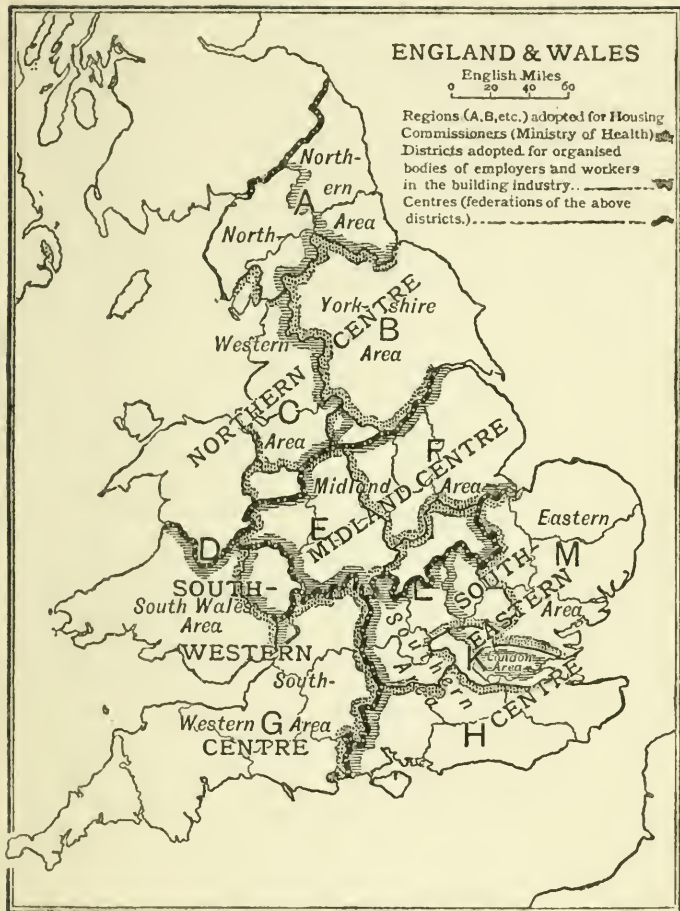 ENGLAND & WALES
English Miles
0 20 40 60
Regions (A,B,etc.) adopted for Housing
Commissioners (Ministry of Health)
Districts adopted for organised
bodies of employers and workers
in the building industry..
Centres (federations of the above
districts.)
North-
ern
Area
A
North-
Western
Area
York-shire
B
Area
NORTHERN CENTRE
C
F
Area
Midland
MIDLAND CENTRE
E
D
Eastern
M
Area
SOUTH-
EASTERN
CENTRE
L
SOUTH-
South Wales
Area
WESTERN
Southern
Area
K
London
Area
South-
Western G Area
CENTRE
H